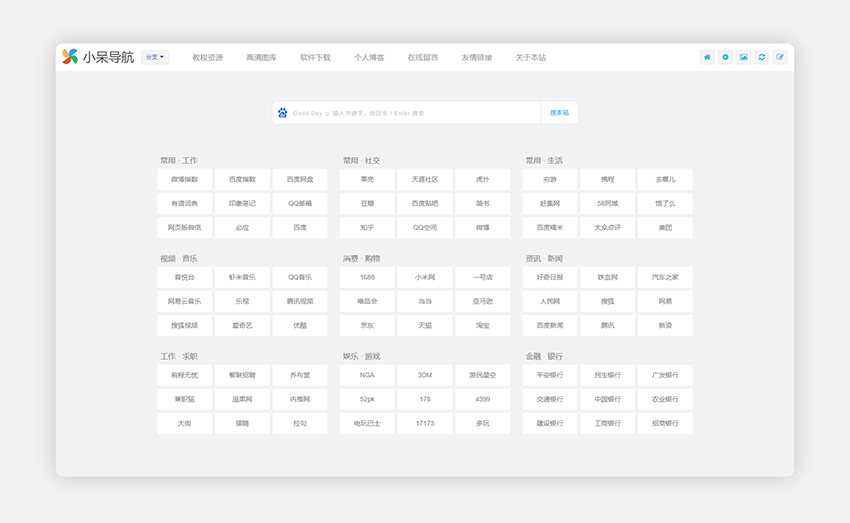 小呆导航 分支 教程资源 高清图库 软件下载 个人博客 在线留言 友情链接 关于本站
Good Day ☺ 输入关键字，按回车 / Enter 搜索 搜本站
常用 · 工作
微博指数 百度指数 百度网盘
有道词典 印象笔记 QQ邮箱
网页版微信 必应 百度
常用 · 社交
果壳 天涯社区 虎扑
豆瓣 百度贴吧 简书
知乎 QQ空间 微博
常用 · 生活
穷游 携程 去哪儿
赶集网 58同城 饿了么
百度糯米 大众点评 美团
视频 · 音乐
音悦台 虾米音乐 QQ音乐
网易云音乐 乐视 腾讯视频
搜狐视频 爱奇艺 优酷
消费 · 购物
1688 小米网 一号店
唯品会 当当 亚马逊
京东 天猫 淘宝
资讯 · 新闻
好奇日报 铁血网 汽车之家
人民网 搜狐 网易
百度新闻 腾讯 新浪
工作 · 求职
前程无忧 智联招聘 乔布堂
兼职猫 应届网 内推网
大街 猎聘 拉勾
娱乐 · 游戏
NGA 3DM 游民星空
52pk 178 4399
电玩巴士 17173 多玩
金融 · 银行
平安银行 民生银行 广发银行
交通银行 中国银行 农业银行
建设银行 工商银行 招商银行